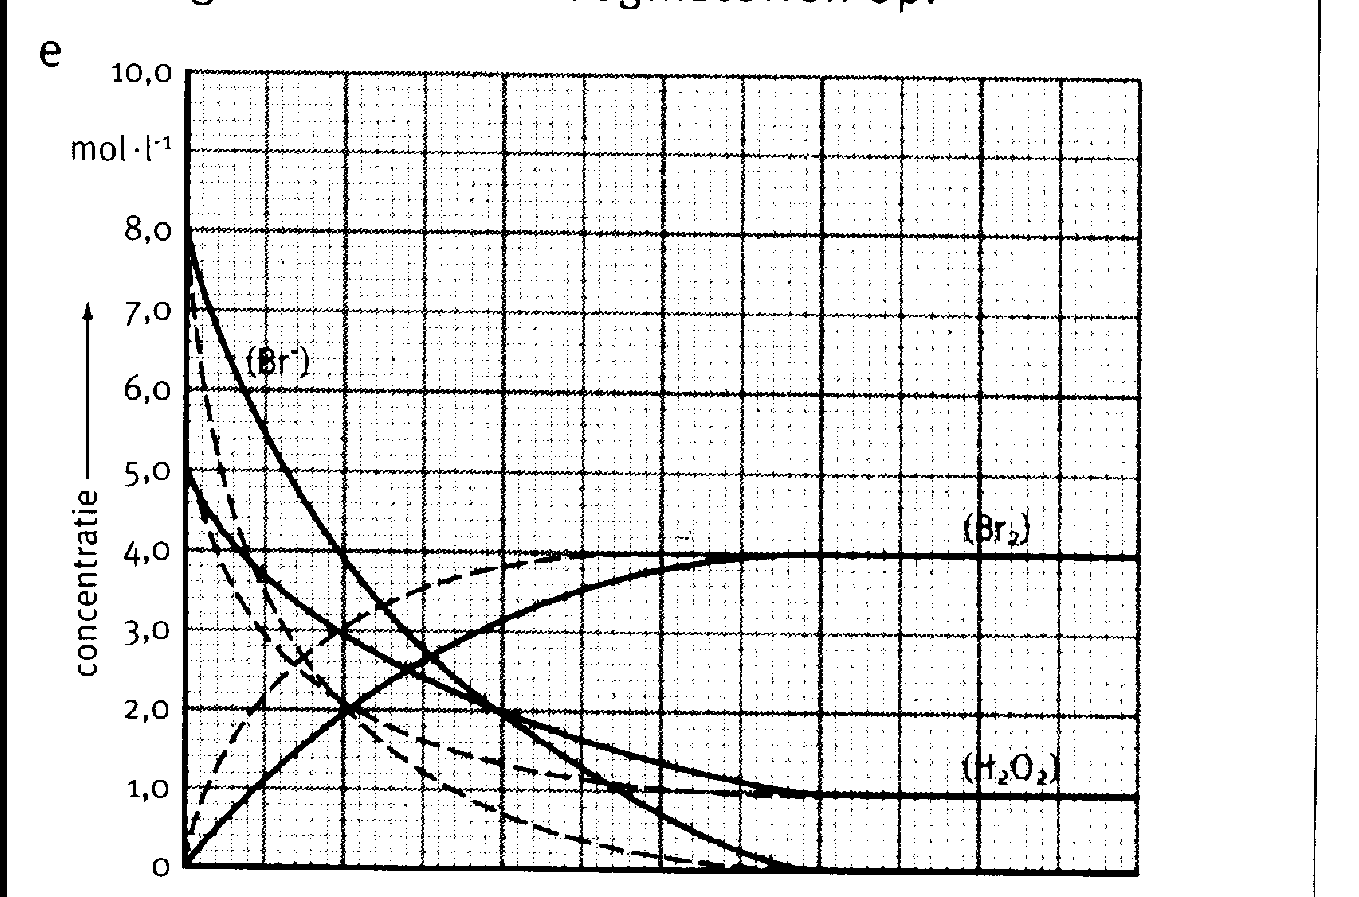 e
10,0
mol·l⁻¹
8,0
7,0
(Br⁻)
6,0
5,0
concentratie
(Br₂)
4,0
3,0
2,0
(H₂O₂)
1,0
0